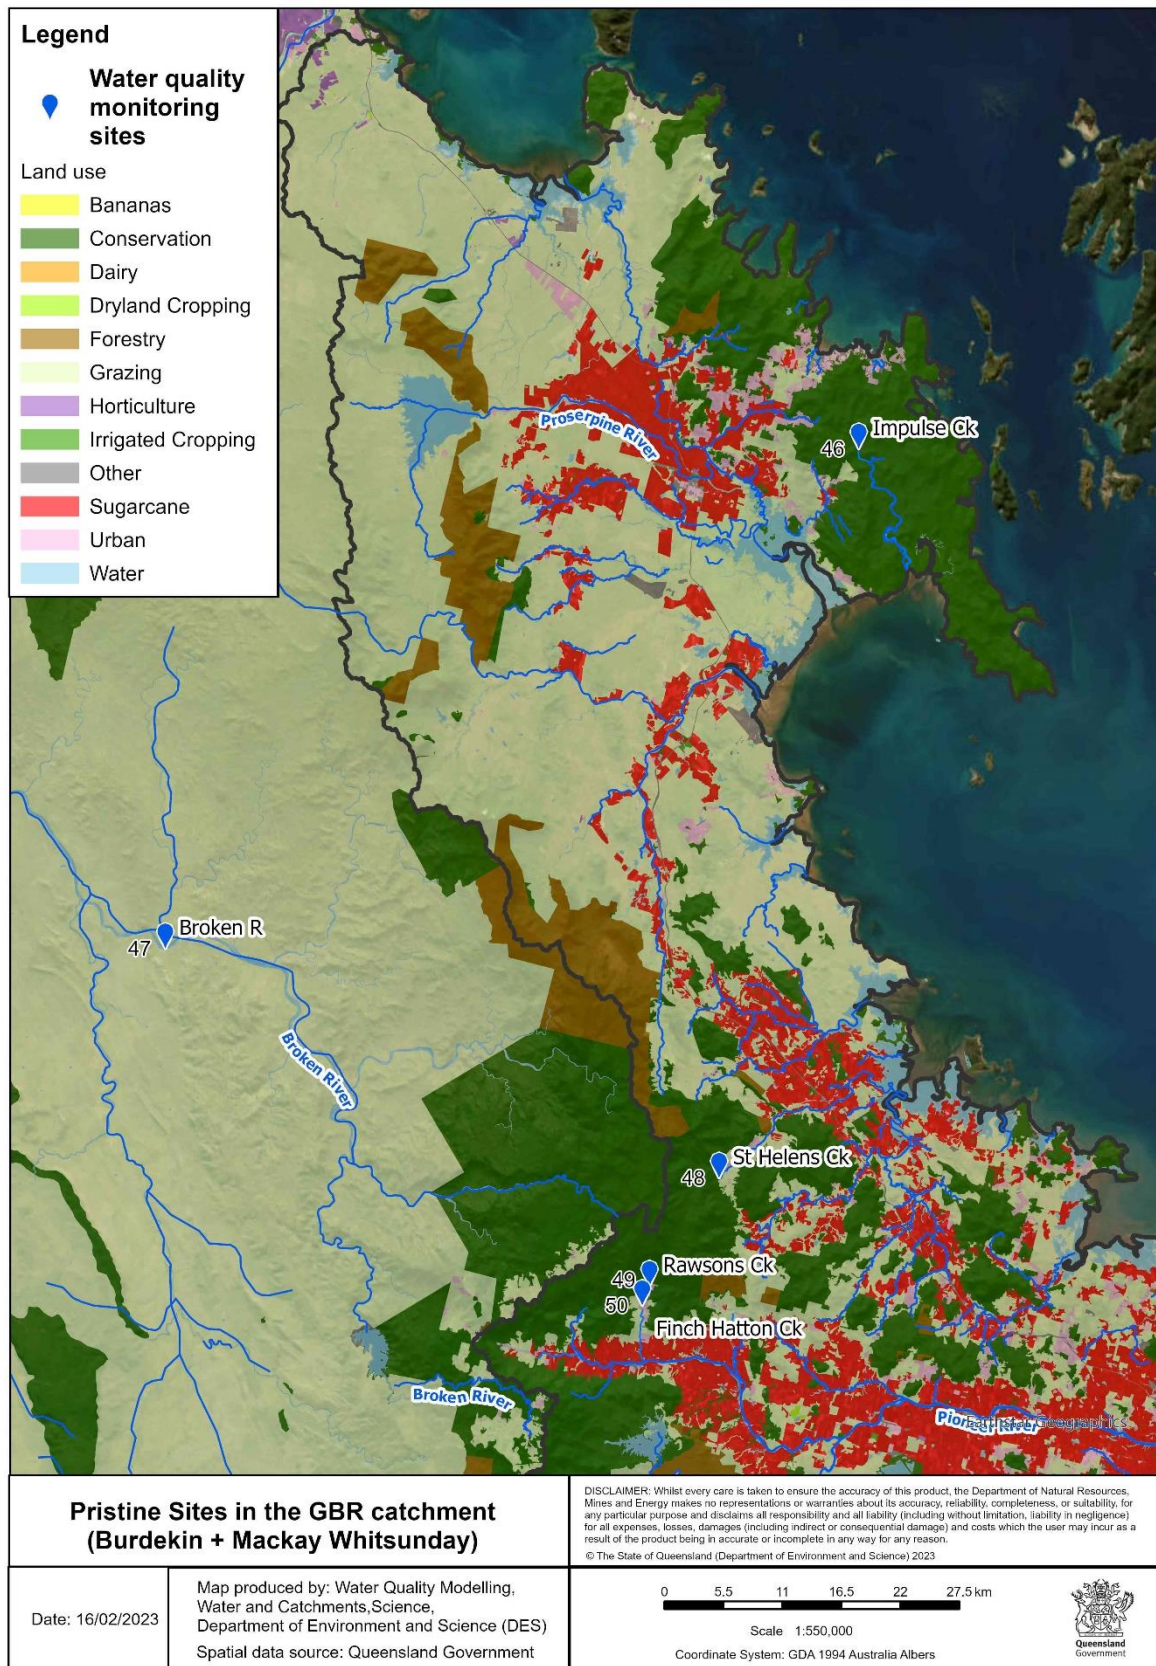 Legend
Water quality
monitoring
sites
Land use
Bananas
Conservation
Dairy
Dryland Cropping
Forestry
Grazing
Horticulture
Irrigated Cropping
Other
Sugarcane
Urban
Water
Proserpine River
Impulse Ck
46
Broken R
47
Broken River
St Helens Ck
48
Rawsons Ck
49
50
Finch Hatton Ck
Broken River
Pioneer River
Earthstar Geographics
Pristine Sites in the GBR catchment
(Burdekin + Mackay Whitsunday)
DISCLAIMER: Whilst every care is taken to ensure the accuracy of this product, the Department of Natural Resources,
Mines and Energy makes no representations or warranties about its accuracy, reliability, completeness, or suitability, for
any particular purpose and disclaims all responsibility and all liability (including without limitation, liability in negligence)
for all expenses, losses, damages (including indirect or consequential damage) and costs which the user may incur as a
result of the product being in accurate or incomplete in any way for any reason.
© The State of Queensland (Department of Environment and Science) 2023
Date: 16/02/2023
Map produced by: Water Quality Modelling,
Water and Catchments,Science,
Department of Environment and Science (DES)
Spatial data source: Queensland Government
0 5.5 11 16.5 22 27.5 km
Scale 1:550,000
Coordinate System: GDA 1994 Australia Albers
Queensland
Government